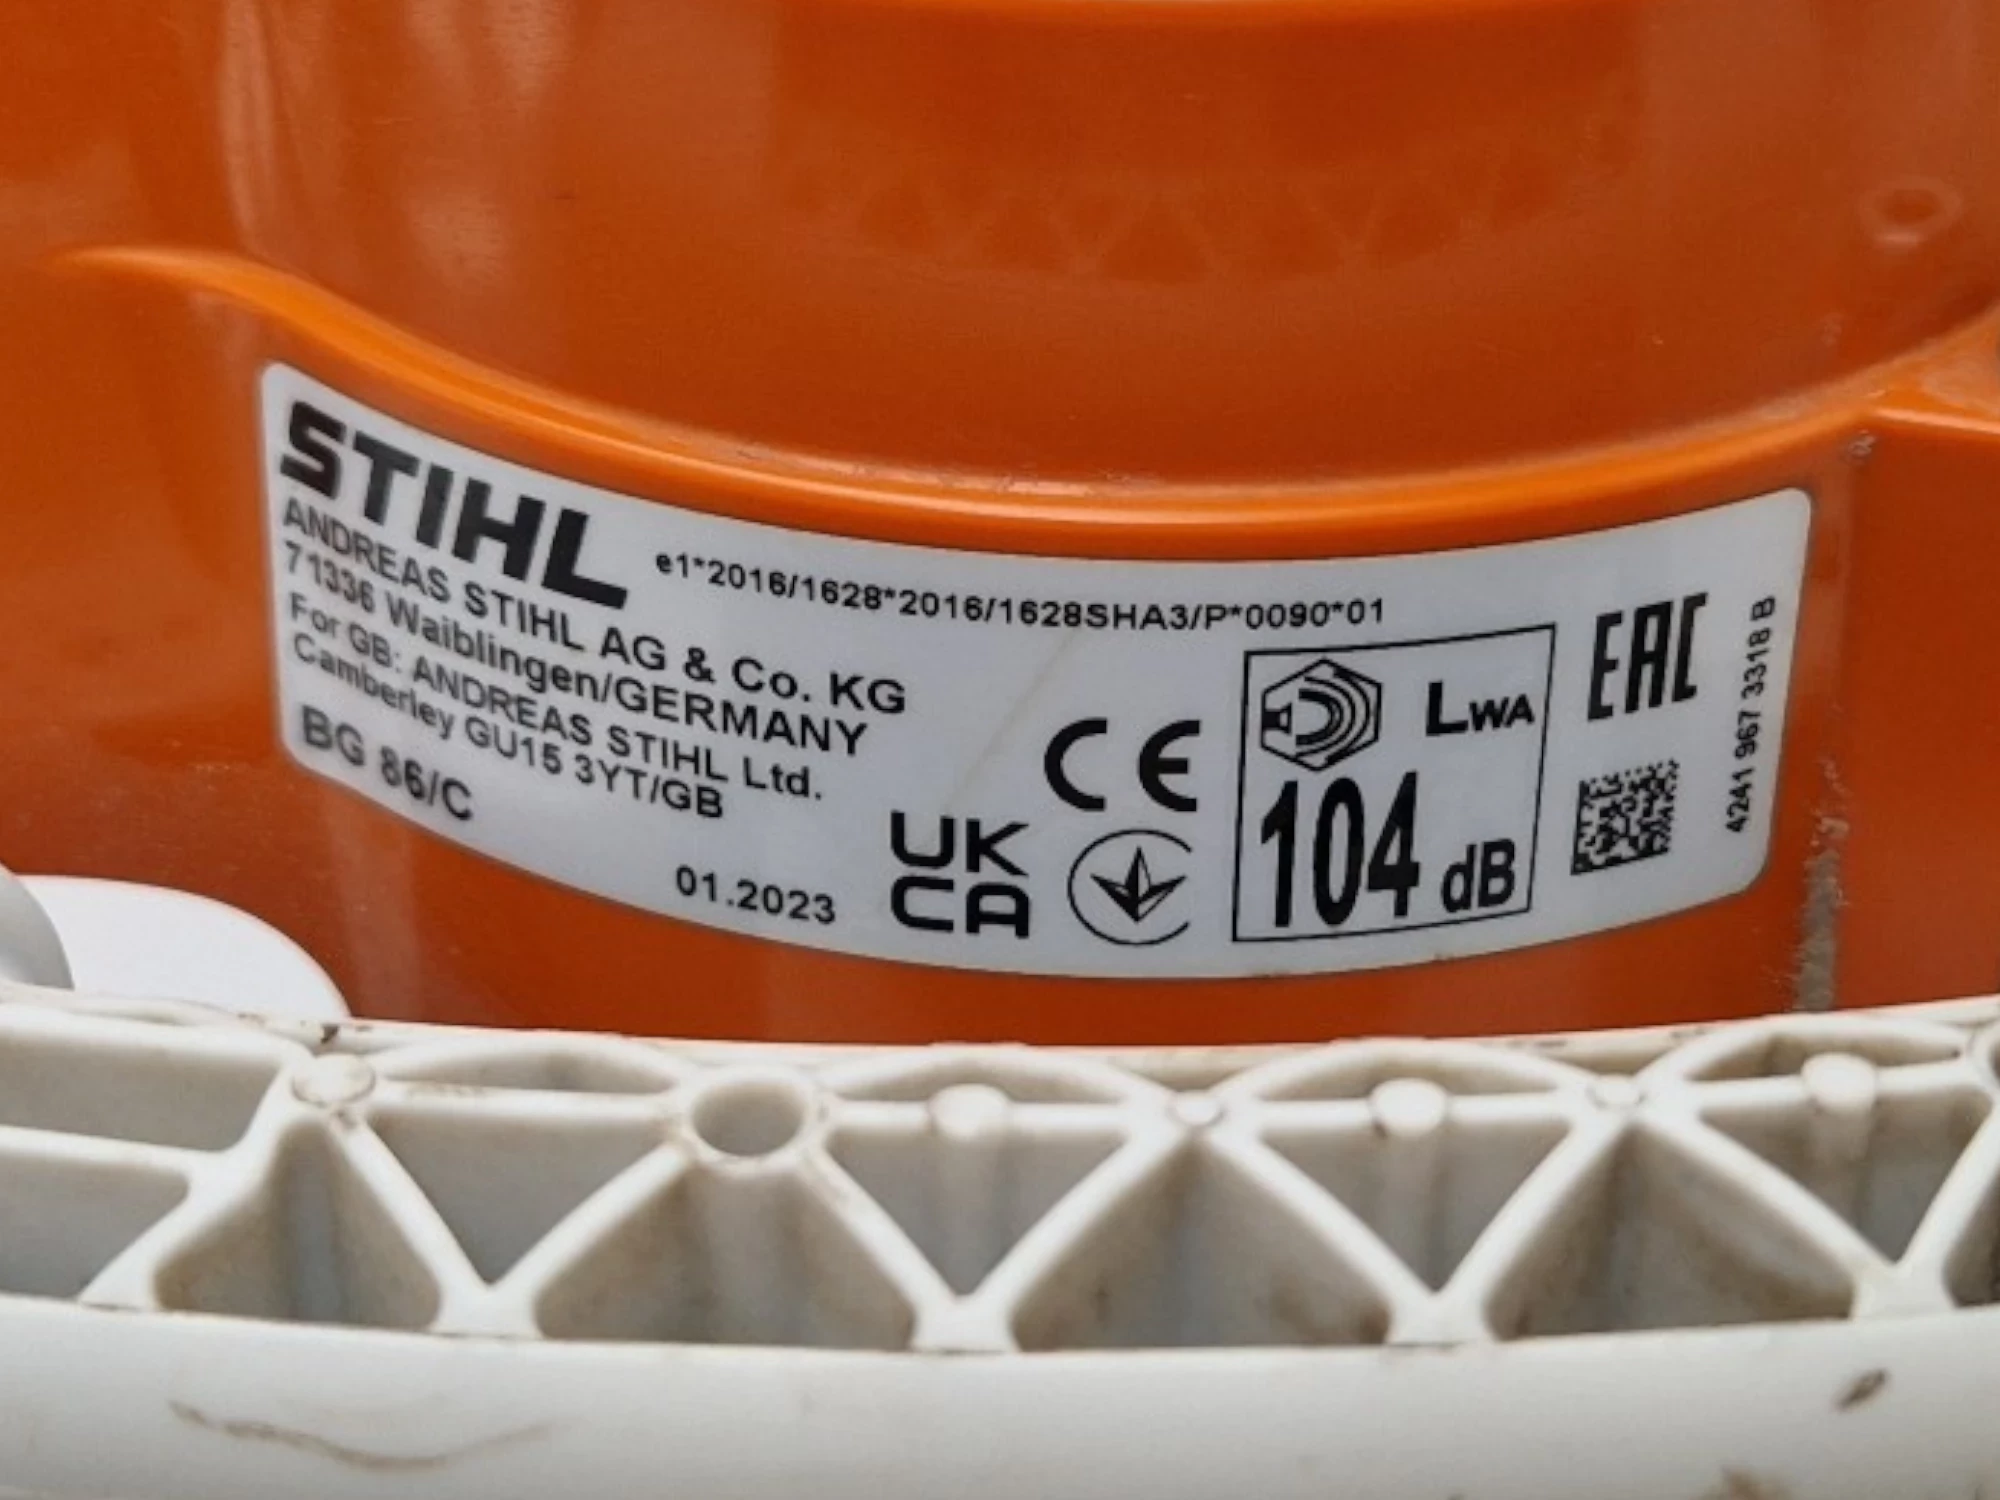 STIHL
e1*2016/1628*2016/1628SHA3/P*0090*01
ANDREAS STIHL AG & Co. KG
71336 Waiblingen/GERMANY
For GB: ANDREAS STIHL Ltd.
Camberley GU15 3YT/GB
BG 86/C
01.2023
CE
UK
CA
LWA
104 dB
EAC
4241 967 3318 B